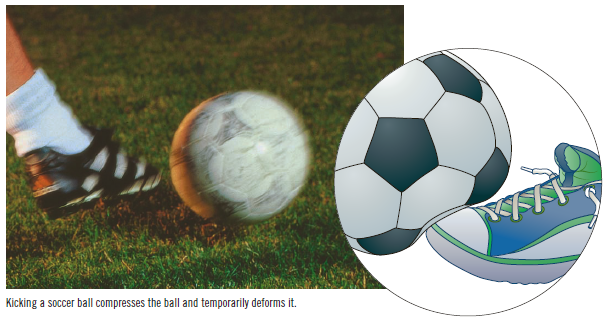 Kicking a soccer ball compresses the ball and temporarily deforms it.